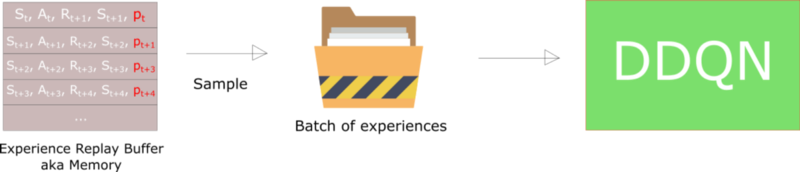 St, At, Rt+1, St+1, pt
St+1, At+1, Rt+2, St+2, pt+1
St+2, At+2, Rt+3, St+3, pt+3
St+3, At+3, Rt+4, St+4, pt+4
...
Experience Replay Buffer
aka Memory
Sample
Batch of experiences
DDQN